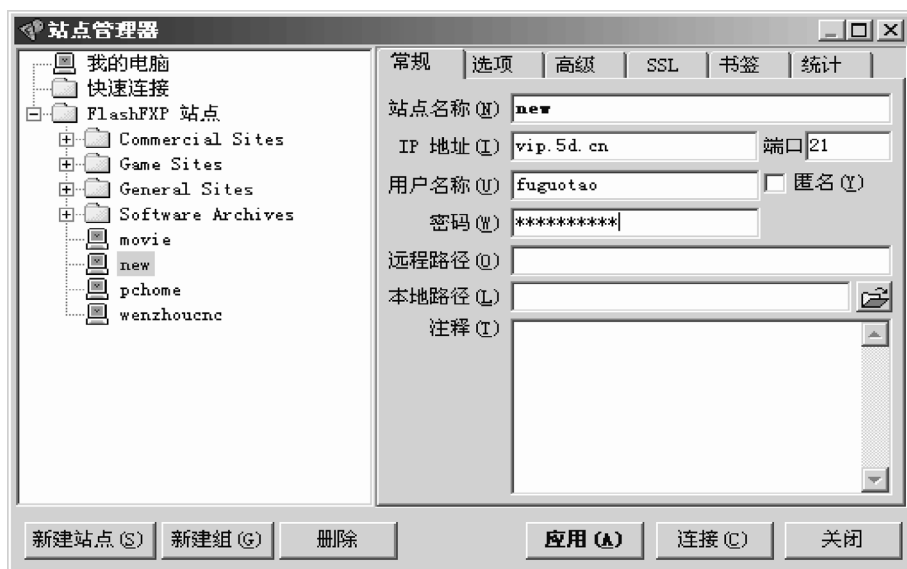 站点管理器
我的电脑
快速连接
FlashFXP 站点
Commercial Sites
Game Sites
General Sites
Software Archives
movie
new
pchome
wenzhoucnc
常规 选项 高级 SSL 书签 统计
站点名称(N) new
IP 地址(I) vip.5d.cn 端口 21
用户名称(U) fuguotao 匿名(Y)
密码(W) **********
远程路径(O)
本地路径(L)
注释(T)
新建站点(S) 新建组(G) 删除 应用(A) 连接(C) 关闭